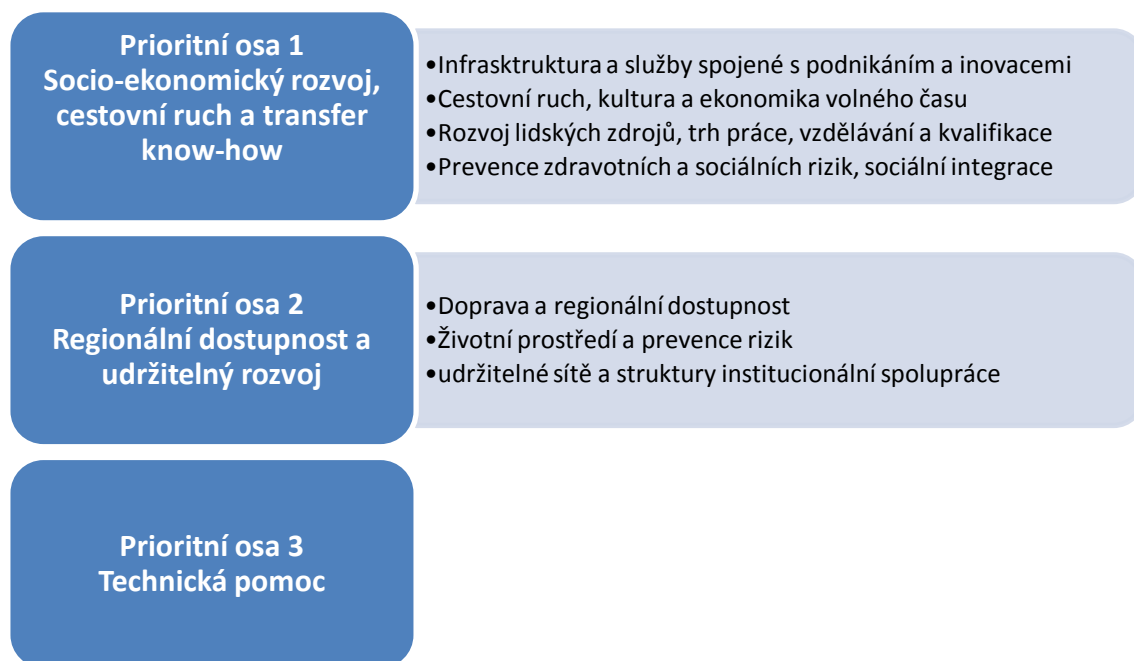 Prioritní osa 1
Socio-ekonomický rozvoj,
cestovní ruch a transfer
know-how
•Infrasktruktura a služby spojené s podnikáním a inovacemi
•Cestovní ruch, kultura a ekonomika volného času
•Rozvoj lidských zdrojů, trh práce, vzdělávání a kvalifikace
•Prevence zdravotních a sociálních rizik, sociální integrace
Prioritní osa 2
Regionální dostupnost a
udržitelný rozvoj
•Doprava a regionální dostupnost
•Životní prostředí a prevence rizik
•udržitelné sítě a struktury institucionální spolupráce
Prioritní osa 3
Technická pomoc